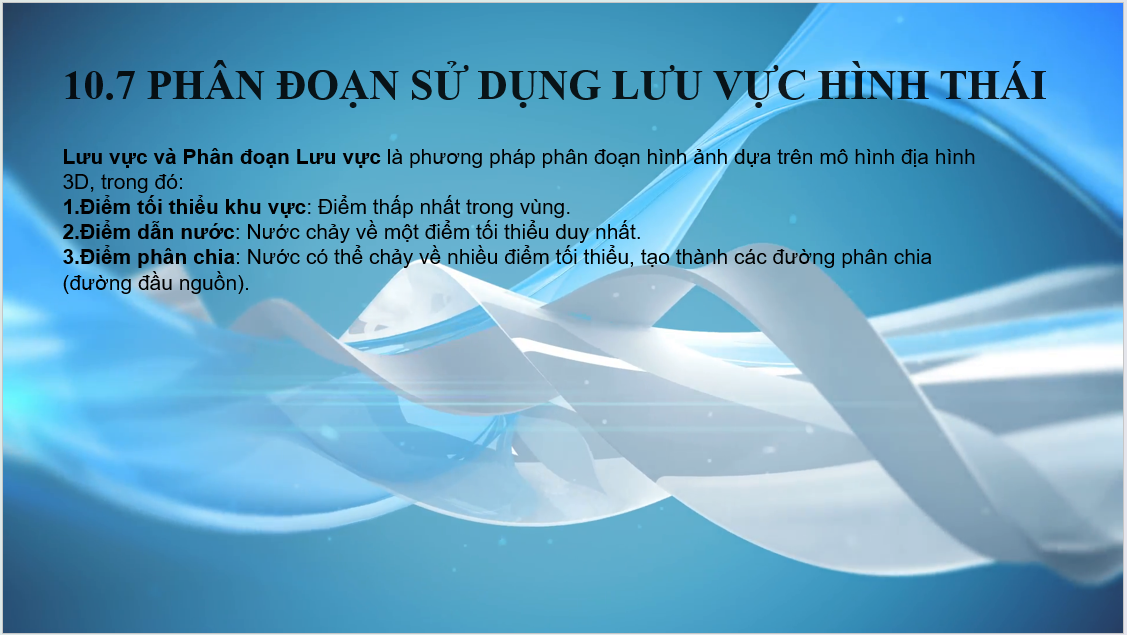 10.7 PHÂN ĐOẠN SỬ DỤNG LƯU VỰC HÌNH THÁI
Lưu vực và Phân đoạn Lưu vực là phương pháp phân đoạn hình ảnh dựa trên mô hình địa hình
3D, trong đó:
1.Điểm tối thiểu khu vực: Điểm thấp nhất trong vùng.
2.Điểm dẫn nước: Nước chảy về một điểm tối thiểu duy nhất.
3.Điểm phân chia: Nước có thể chảy về nhiều điểm tối thiểu, tạo thành các đường phân chia
(đường đầu nguồn).